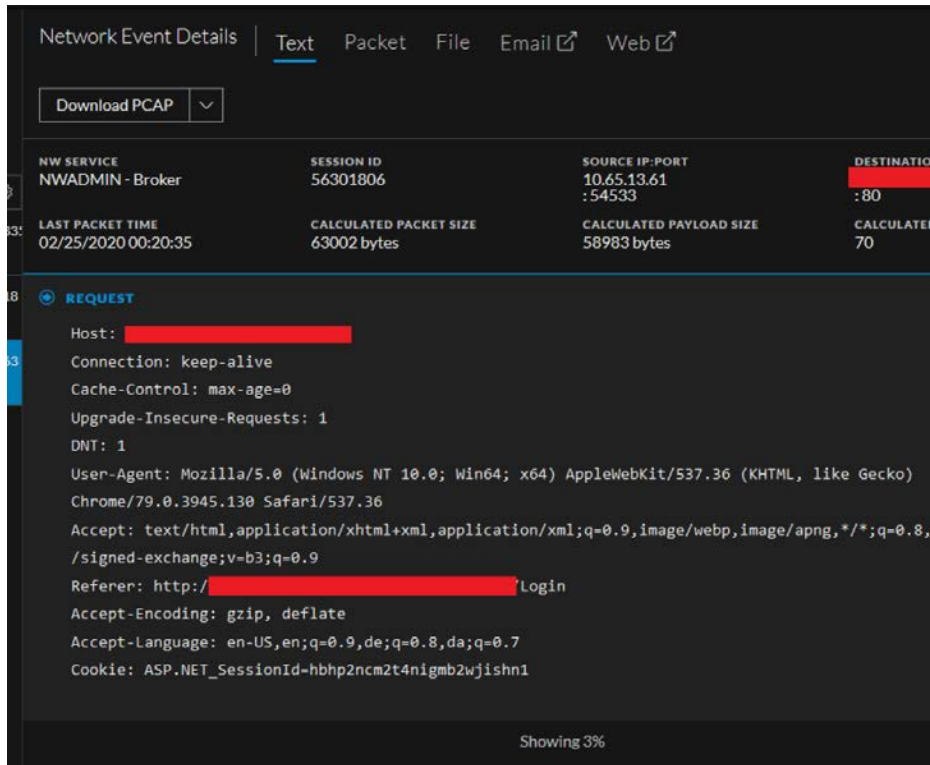 Network Event Details
Text Packet File Email Web
Download PCAP
NW SERVICE SESSION ID SOURCE IP:PORT DESTINATIO
NWADMIN - Broker 56301806 10.65.13.61
: 54533 : 80
LAST PACKET TIME CALCULATED PACKET SIZE CALCULATED PAYLOAD SIZE CALCULATE
02/25/2020 00:20:35 63002 bytes 58983 bytes 70
REQUEST
Host:
Connection: keep-alive
Cache-Control: max-age=0
Upgrade-Insecure-Requests: 1
DNT: 1
User-Agent: Mozilla/5.0 (Windows NT 10.0; Win64; x64) AppleWebKit/537.36 (KHTML, like Gecko)
Chrome/79.0.3945.130 Safari/537.36
Accept: text/html,application/xhtml+xml,application/xml;q=0.9,image/webp,image/apng,*/*;q=0.8,
/signed-exchange;v=b3;q=0.9
Referer: http:/ /Login
Accept-Encoding: gzip, deflate
Accept-Language: en-US,en;q=0.9,de;q=0.8,da;q=0.7
Cookie: ASP.NET_SessionId=hbhp2ncm2t4nigmb2wjishn1
Showing 3%